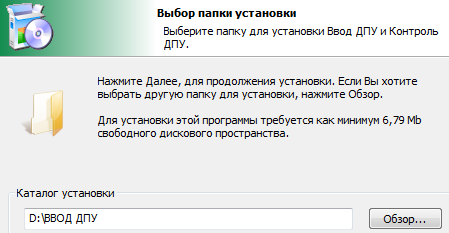 Выбор папки установки
Выберите папку для установки Ввод ДПУ и Контроль
ДПУ.
Нажмите Далее, для продолжения установки. Если Вы хотите
выбрать другую папку для установки, нажмите Обзор.
Для установки этой программы требуется как минимум 6,79 Mb
свободного дискового пространства.
Каталог установки
D:\ВВОД ДПУ
Обзор...